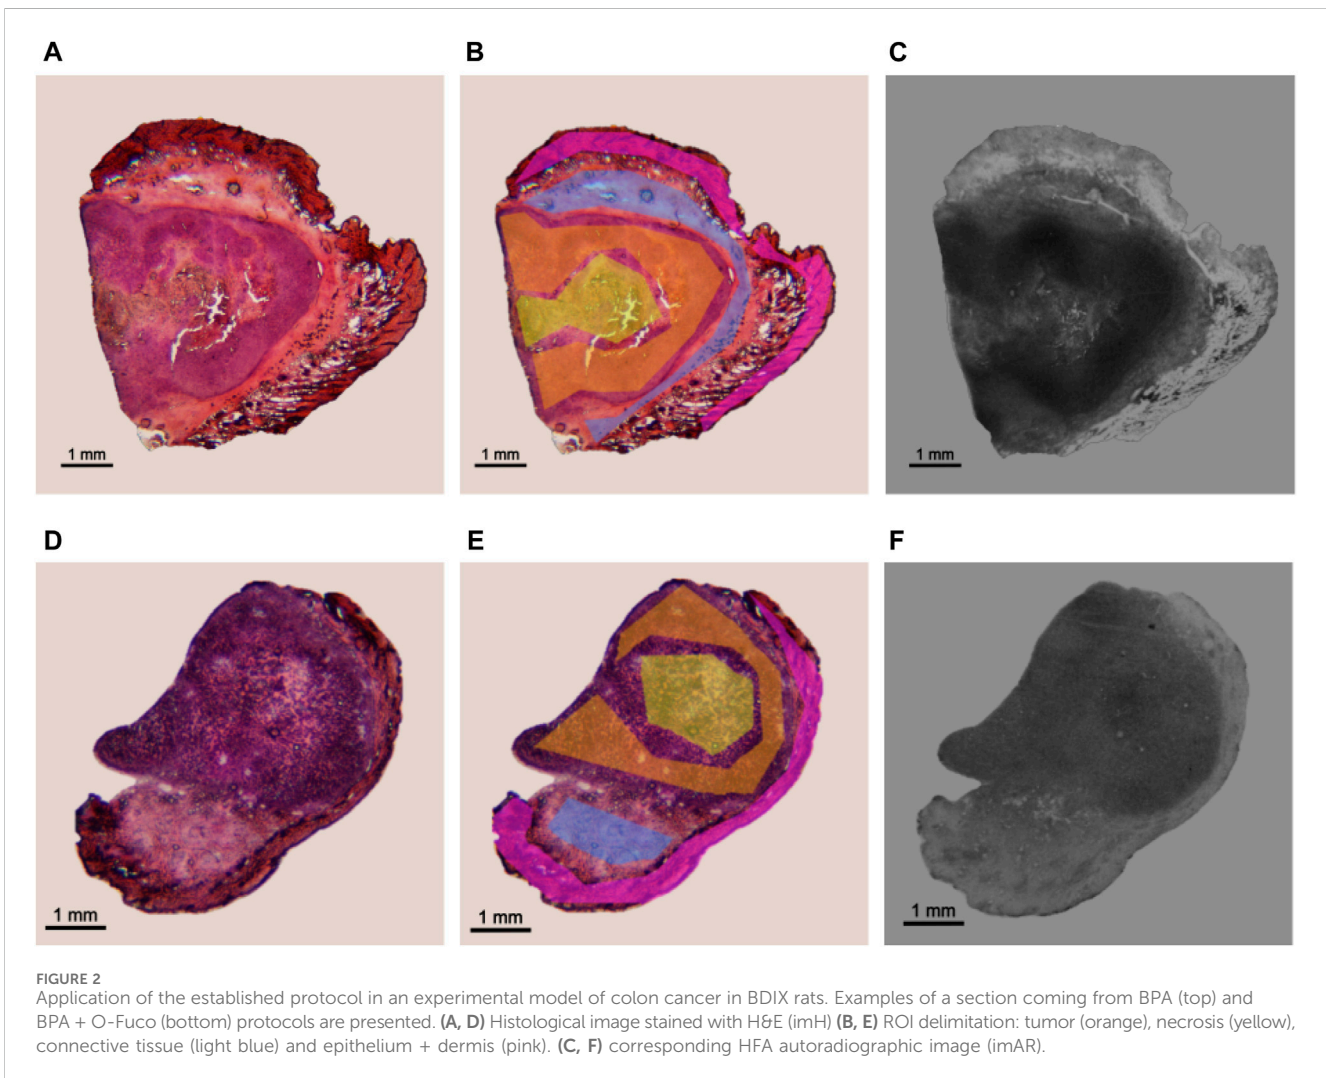 A
B
C
1 mm
1 mm
1 mm
D
E
F
1 mm
1 mm
1 mm
FIGURE 2
Application of the established protocol in an experimental model of colon cancer in BDIX rats. Examples of a section coming from BPA (top) and
BPA + O-Fuco (bottom) protocols are presented. (A, D) Histological image stained with H&E (imH) (B, E) ROI delimitation: tumor (orange), necrosis (yellow),
connective tissue (light blue) and epithelium + dermis (pink). (C, F) corresponding HFA autoradiographic image (imAR).